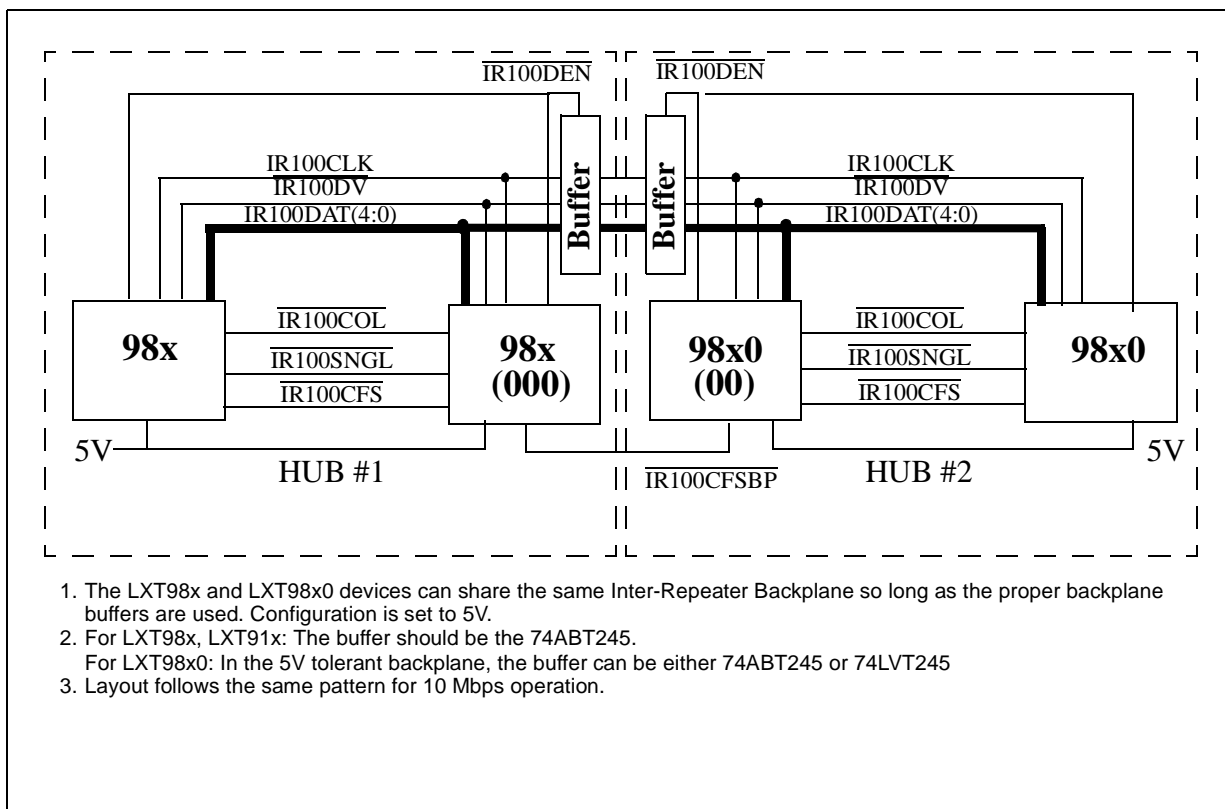 IR100DEN IR100DEN
Buffer Buffer
IR100CLK IR100CLK
IR100DV IR100DV
IR100DAT(4:0) IR100DAT(4:0)
98x 98x (000) 98x0 (00) 98x0
IR100COL IR100COL
IR100SNGL IR100SNGL
IR100CFS IR100CFS
5V 5V
HUB #1 HUB #2
IR100CFSBP
1. The LXT98x and LXT98x0 devices can share the same Inter-Repeater Backplane so long as the proper backplane
buffers are used. Configuration is set to 5V.
2. For LXT98x, LXT91x: The buffer should be the 74ABT245.
For LXT98x0: In the 5V tolerant backplane, the buffer can be either 74ABT245 or 74LVT245
3. Layout follows the same pattern for 10 Mbps operation.